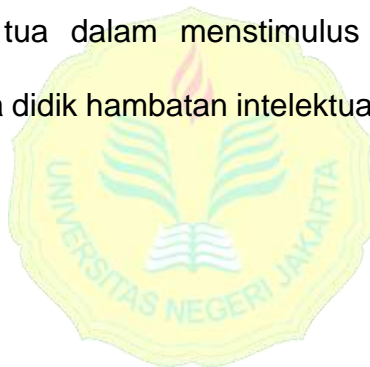 tua dalam menstimulus
didik hambatan intelektua
UNIVERSITAS NEGERI JAKARTA